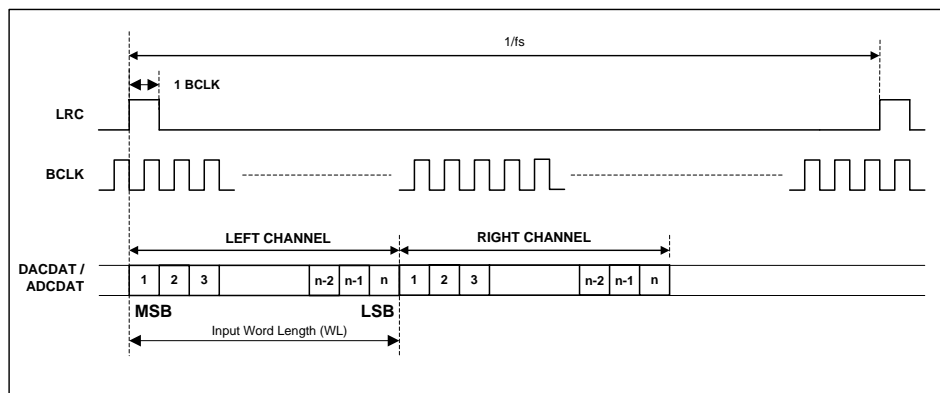 1/fs
1 BCLK
LRC
BCLK
LEFT CHANNEL
RIGHT CHANNEL
DACDAT /
ADCDAT
1 2 3 n-2 n-1 n 1 2 3 n-2 n-1 n
MSB LSB
Input Word Length (WL)